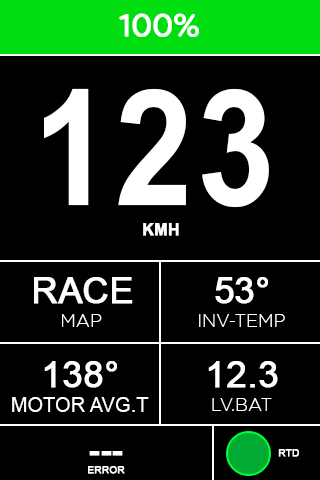 100%
123
KMH
RACE
MAP
53°
INV-TEMP
138°
MOTOR AVG.T
12.3
LV.BAT
---
ERROR
RTD